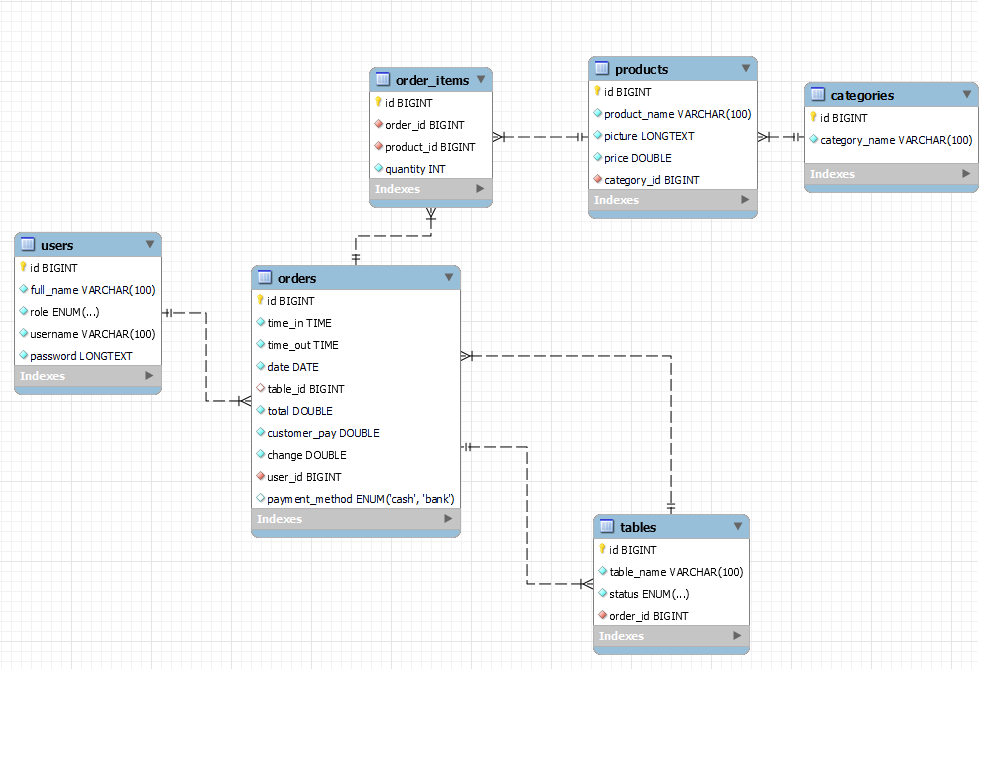 order_items
id BIGINT
order_id BIGINT
product_id BIGINT
quantity INT
Indexes
products
id BIGINT
product_name VARCHAR(100)
picture LONGTEXT
price DOUBLE
category_id BIGINT
Indexes
categories
id BIGINT
category_name VARCHAR(100)
Indexes
users
id BIGINT
full_name VARCHAR(100)
role ENUM(...)
username VARCHAR(100)
password LONGTEXT
Indexes
orders
id BIGINT
time_in TIME
time_out TIME
date DATE
table_id BIGINT
total DOUBLE
customer_pay DOUBLE
change DOUBLE
user_id BIGINT
payment_method ENUM('cash', 'bank')
Indexes
tables
id BIGINT
table_name VARCHAR(100)
status ENUM(...)
order_id BIGINT
Indexes